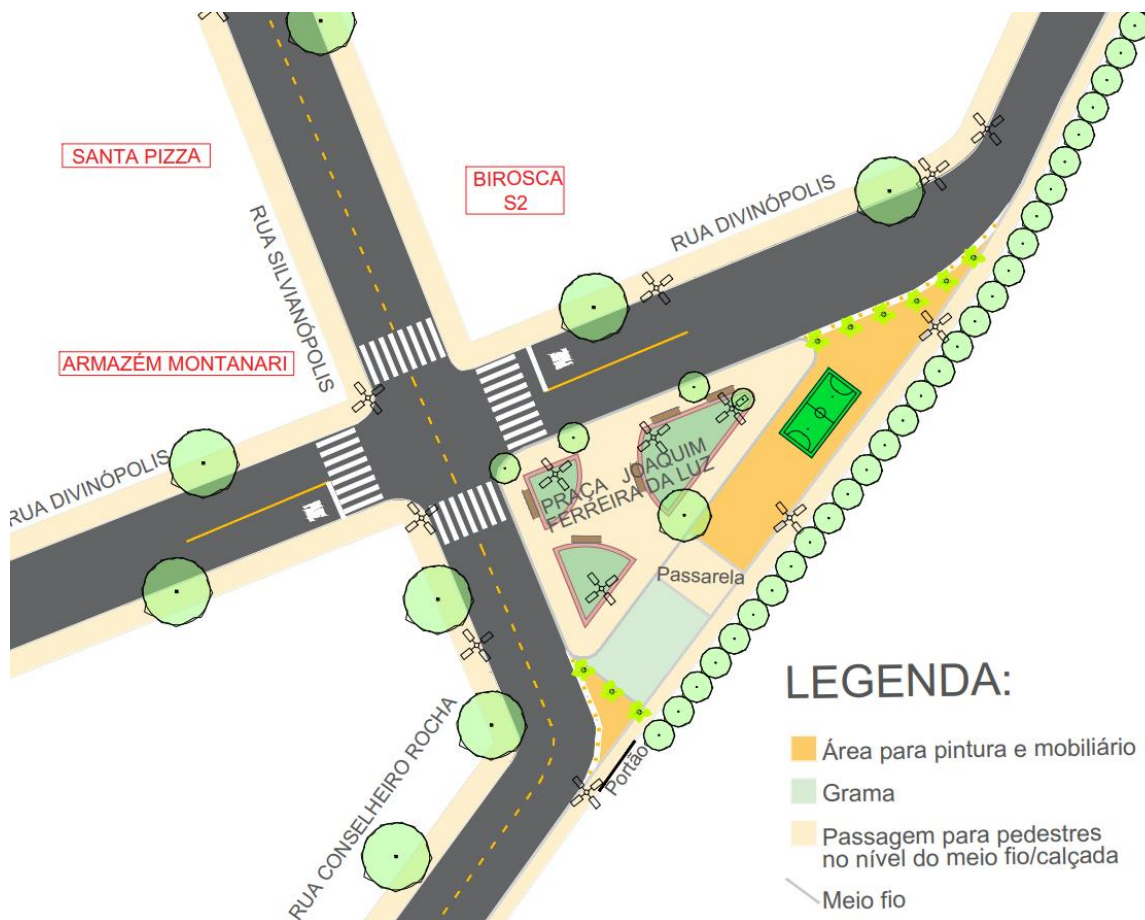 SANTA PIZZA
BIROSCA
S2
RUA DIVINÓPOLIS
RUA SILVIANÓPOLIS
ARMAZÉM MONTANARI
RUA DIVINÓPOLIS
PRAÇA JOAQUIM
FERREIRA DA LUZ
Passarela
RUA CONSELHEIRO ROCHA
Portão
LEGENDA:
Área para pintura e mobiliário
Grama
Passagem para pedestres
no nível do meio fio/calçada
Meio fio